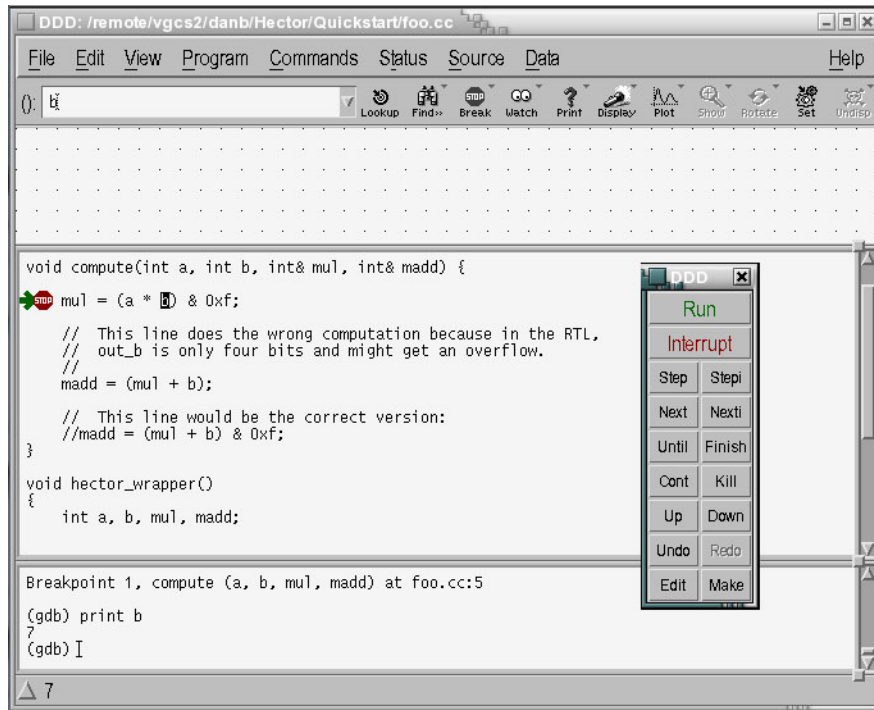 DDD: /remote/vgcs2/danb/Hector/Quickstart/foo.cc
File Edit View Program Commands Status Source Data Help
(): b
Lookup Find» Break Watch Print Display Plot Show Rotate Set Undisp
void compute(int a, int b, int& mul, int& madd) {
STOP mul = (a * b) & 0xf;
// This line does the wrong computation because in the RTL,
// out_b is only four bits and might get an overflow.
//
madd = (mul + b);
// This line would be the correct version:
//madd = (mul + b) & 0xf;
}
void hector_wrapper()
{
int a, b, mul, madd;
DDD
Run
Interrupt
Step Stepi
Next Nexti
Until Finish
Cont Kill
Up Down
Undo Redo
Edit Make
Breakpoint 1, compute (a, b, mul, madd) at foo.cc:5
(gdb) print b
7
(gdb)
7